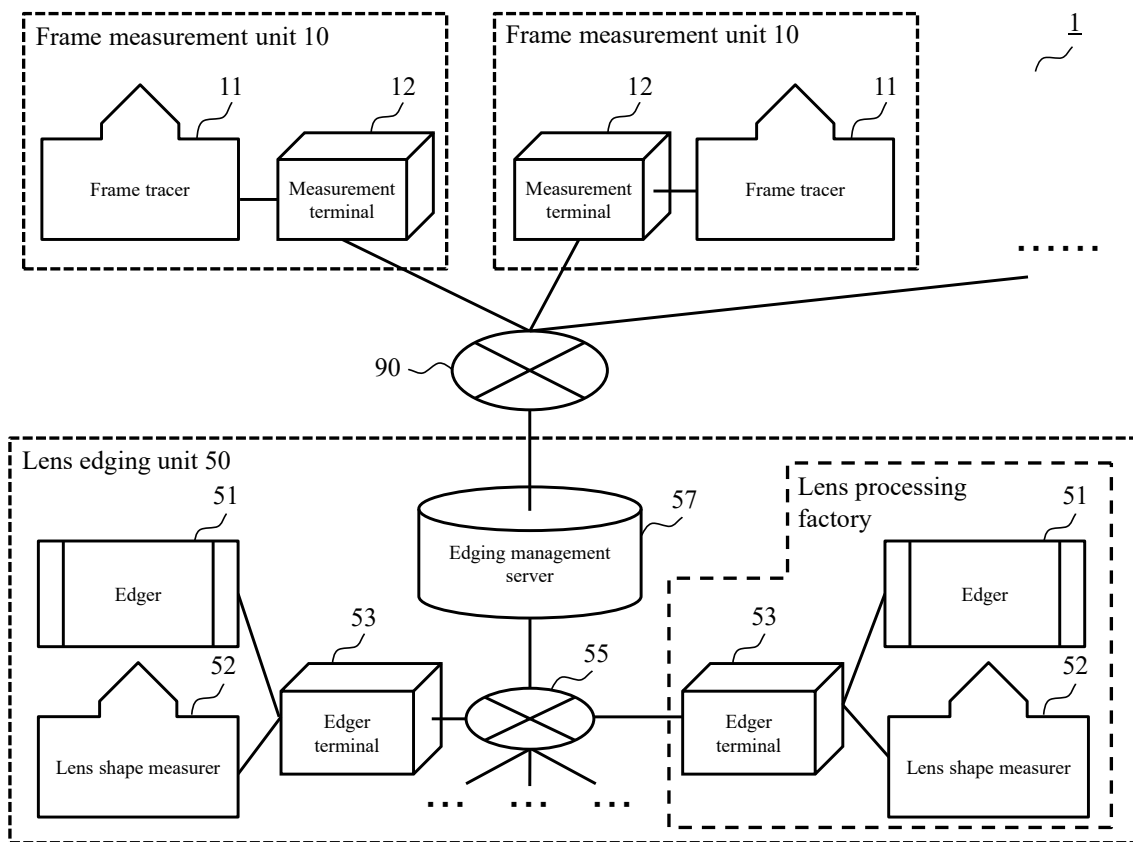 Frame measurement unit 10
Frame measurement unit 10
1
11
12
12
11
Frame tracer
Measurement
terminal
Measurement
terminal
Frame tracer
......
90
Lens edging unit 50
Lens processing
factory
51
57
51
Edging management
server
Edger
Edger
53
55
53
52
52
Edger
terminal
Edger
terminal
Lens shape measurer
Lens shape measurer
... ... ...